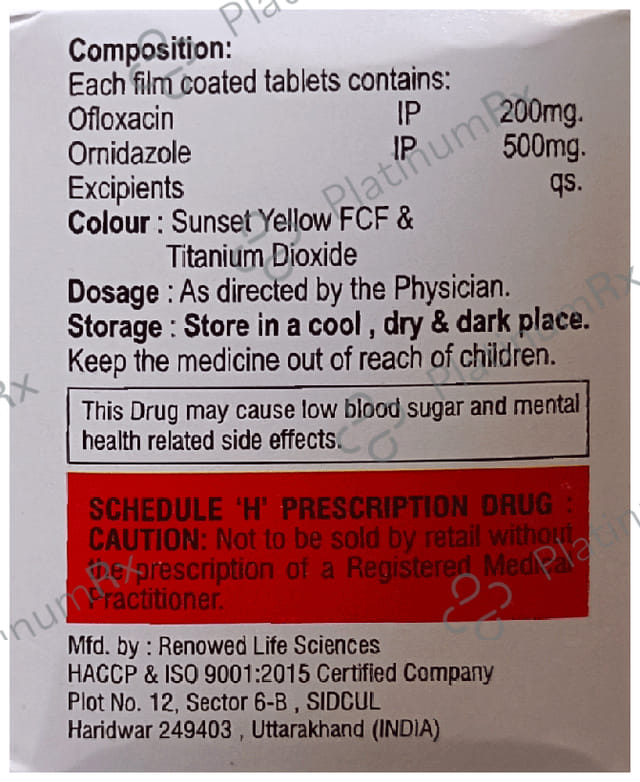 Composition:
Each film coated tablets contains:
Ofloxacin IP 200mg.
Ornidazole IP 500mg.
Excipients qs.
Colour : Sunset Yellow FCF &
Titanium Dioxide
Dosage : As directed by the Physician.
Storage : Store in a cool , dry & dark place.
Keep the medicine out of reach of children.
This Drug may cause low blood sugar and mental
health related side effects.
SCHEDULE 'H' PRESCRIPTION DRUG :
CAUTION: Not to be sold by retail without
the prescription of a Registered Medical
Practitioner.
Mfd. by : Renowed Life Sciences
HACCP & ISO 9001:2015 Certified Company
Plot No. 12, Sector 6-B , SIDCUL
Haridwar 249403 , Uttarakhand (INDIA)
PlatinumRx
PlatinumRx
PlatinumRx